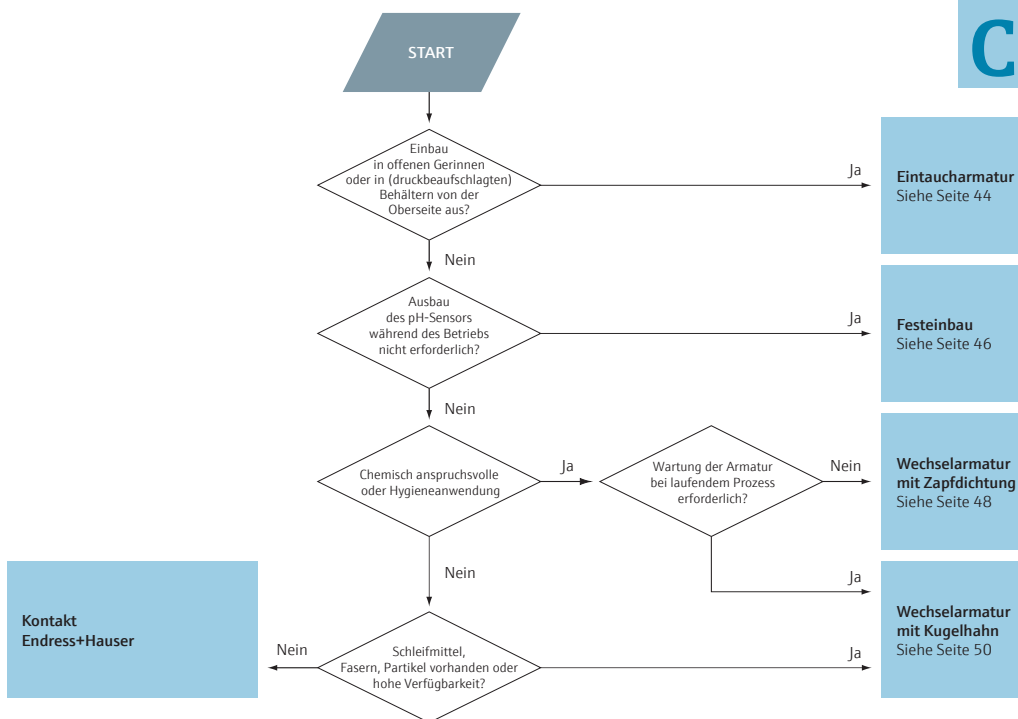 START
C
Einbau
in offenen Gerinnen
oder in (druckbeaufschlagten)
Behältern von der
Oberseite aus?
Ja
Eintaucharmatur
Siehe Seite 44
Nein
Ausbau
des pH-Sensors
während des Betriebs
nicht erforderlich?
Ja
Festeinbau
Siehe Seite 46
Nein
Chemisch anspruchsvolle
oder Hygieneanwendung
Ja
Wartung der Armatur
bei laufendem Prozess
erforderlich?
Nein
Wechselarmatur
mit Zapfdichtung
Siehe Seite 48
Nein
Ja
Wechselarmatur
mit Kugelhahn
Siehe Seite 50
Kontakt
Endress+Hauser
Nein
Schleifmittel,
Fasern, Partikel vorhanden oder
hohe Verfügbarkeit?
Ja